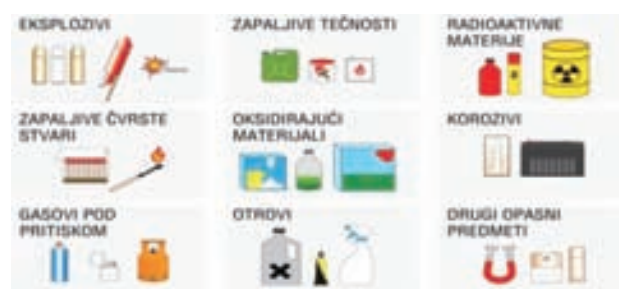 EKSPLOZIVI
ZAPALJIVE TEČNOSTI
RADIOAKTIVNE
MATERIJE
ZAPALJIVE ČVRSTE
STVARI
OKSIDIRAJUĆI
MATERIJALI
KOROZIVI
GASOVI POD
PRITISKOM
OTROVI
DRUGI OPASNI
PREDMETI